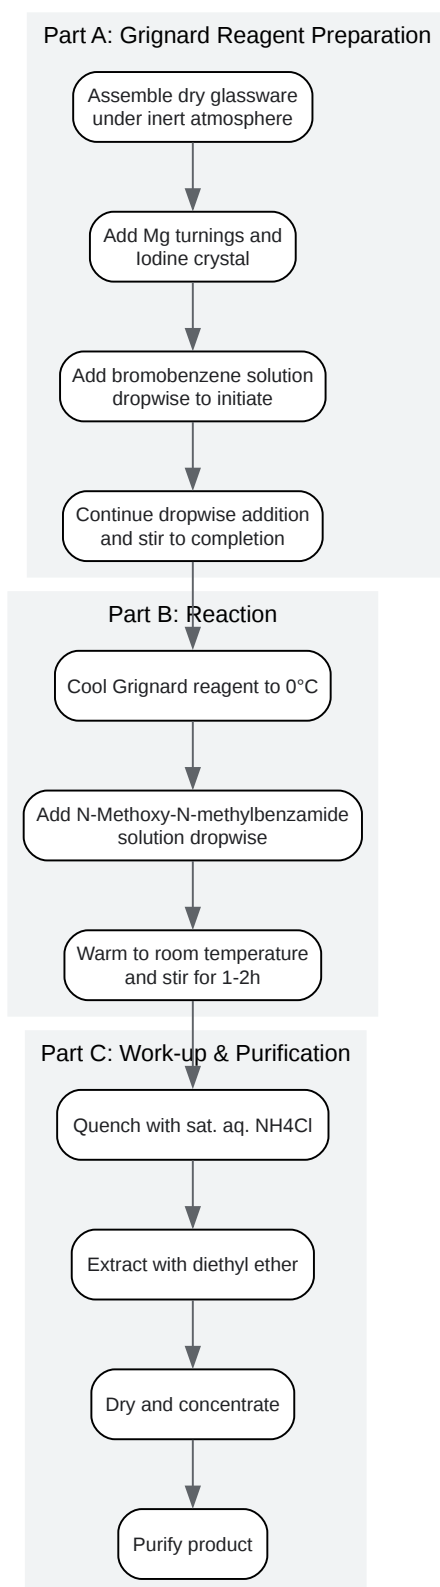 Part A: Grignard Reagent Preparation
Assemble dry glassware
under inert atmosphere
Add Mg turnings and
Iodine crystal
Add bromobenzene solution
dropwise to initiate
Continue dropwise addition
and stir to completion
Part B: Reaction
Cool Grignard reagent to 0°C
Add N-Methoxy-N-methylbenzamide
solution dropwise
Warm to room temperature
and stir for 1-2h
Part C: Work-up & Purification
Quench with sat. aq. NH4Cl
Extract with diethyl ether
Dry and concentrate
Purify product